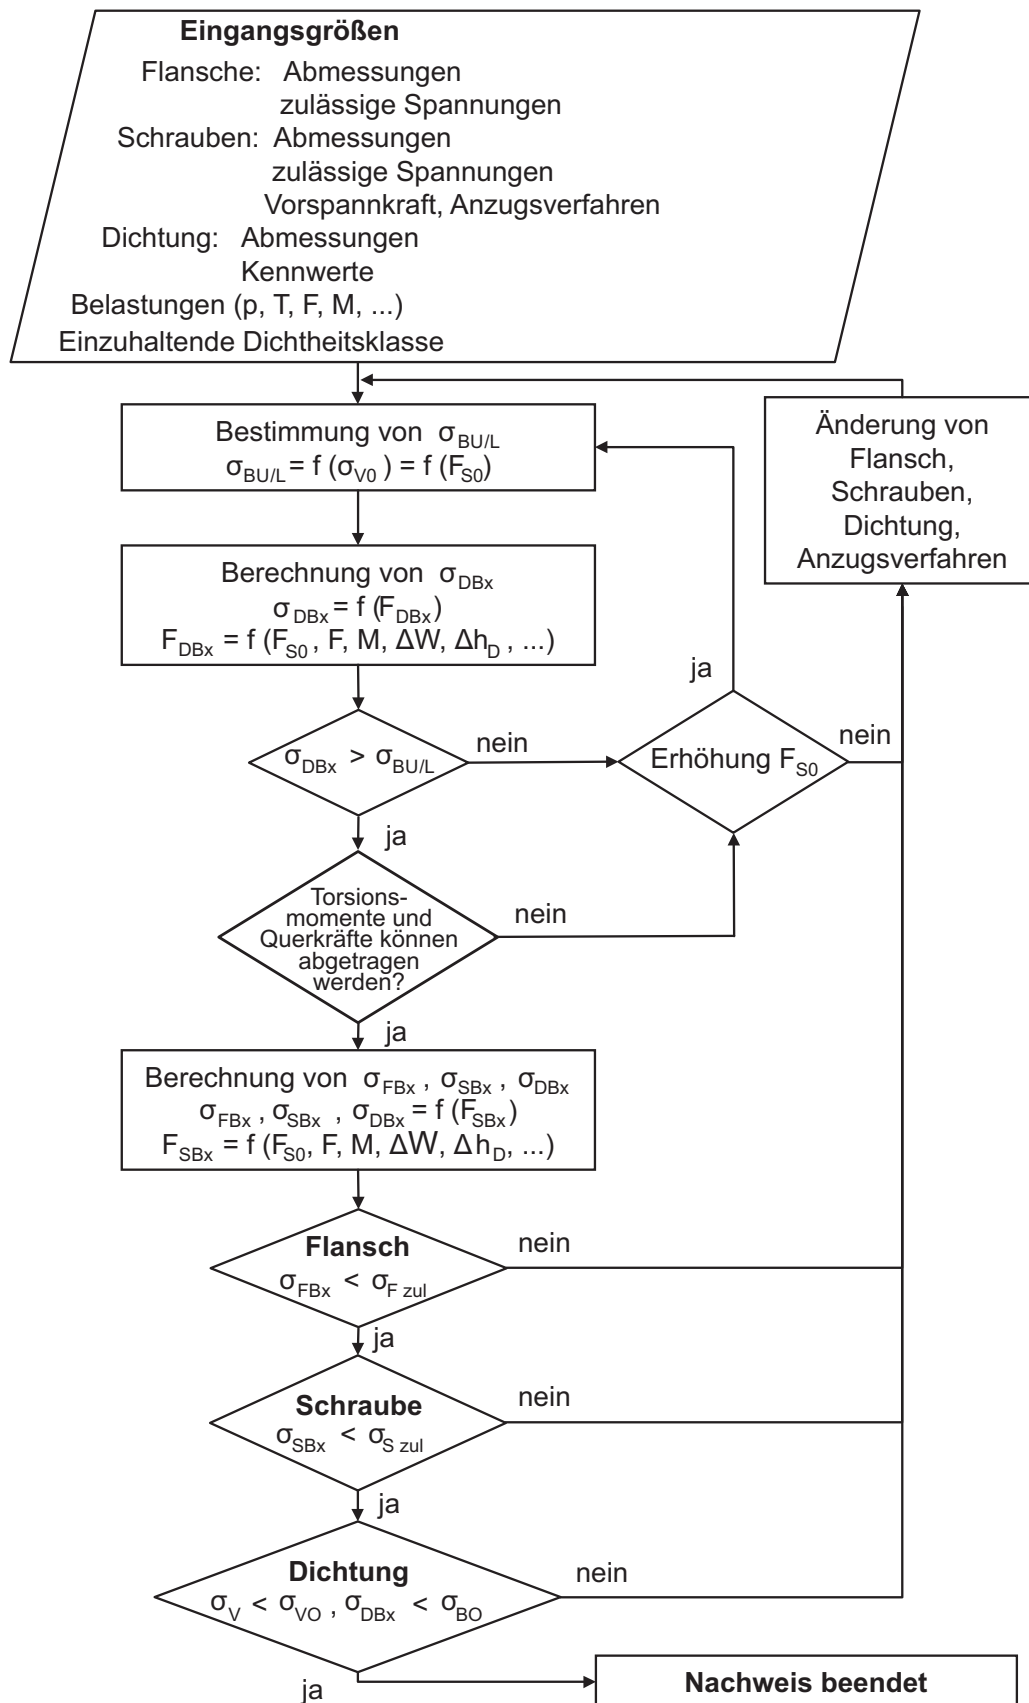 Eingangsgrößen
Flansche: Abmessungen
zulässige Spannungen
Schrauben: Abmessungen
zulässige Spannungen
Vorspannkraft, Anzugsverfahren
Dichtung: Abmessungen
Kennwerte
Belastungen (p, T, F, M, ...)
Einzuhaltende Dichtheitsklasse
Bestimmung von σBU/L
σBU/L = f (σV0) = f (FS0)
Änderung von
Flansch,
Schrauben,
Dichtung,
Anzugsverfahren
Berechnung von σDBx
σDBx = f (FDBx)
FDBx = f (FS0, F, M, ΔW, ΔhD, ...)
ja
σDBx > σBU/L
nein
Erhöhung FS0
nein
ja
Torsions-
momente und
Querkräfte können
abgetragen
werden?
nein
ja
Berechnung von σFBx, σSBx, σDBx
σFBx, σSBx, σDBx = f (FSBx)
FSBx = f (FS0, F, M, ΔW, ΔhD, ...)
Flansch
σFBx < σF zul
nein
ja
Schraube
σSBx < σS zul
nein
ja
Dichtung
σV < σVO, σDBx < σBO
nein
ja
Nachweis beendet